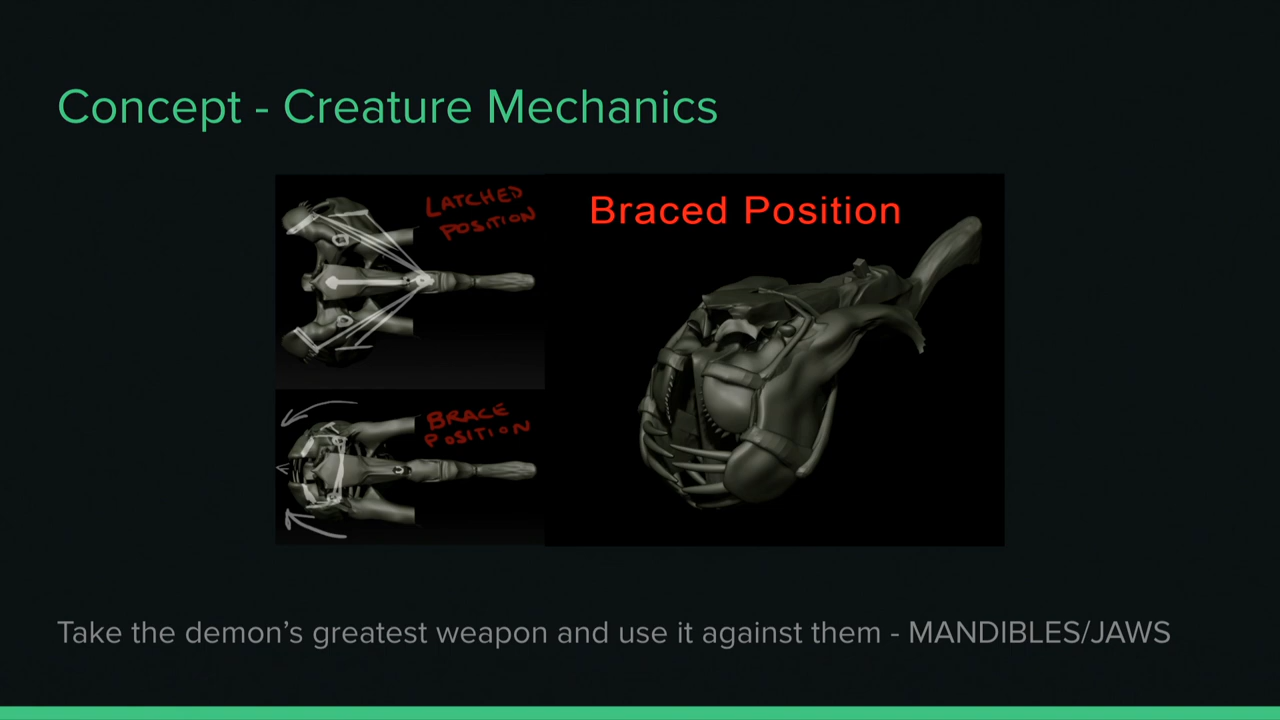 Concept - Creature Mechanics
LATCHED
POSITION
Braced Position
BRACE
POSITION
Take the demon’s greatest weapon and use it against them - MANDIBLES/JAWS